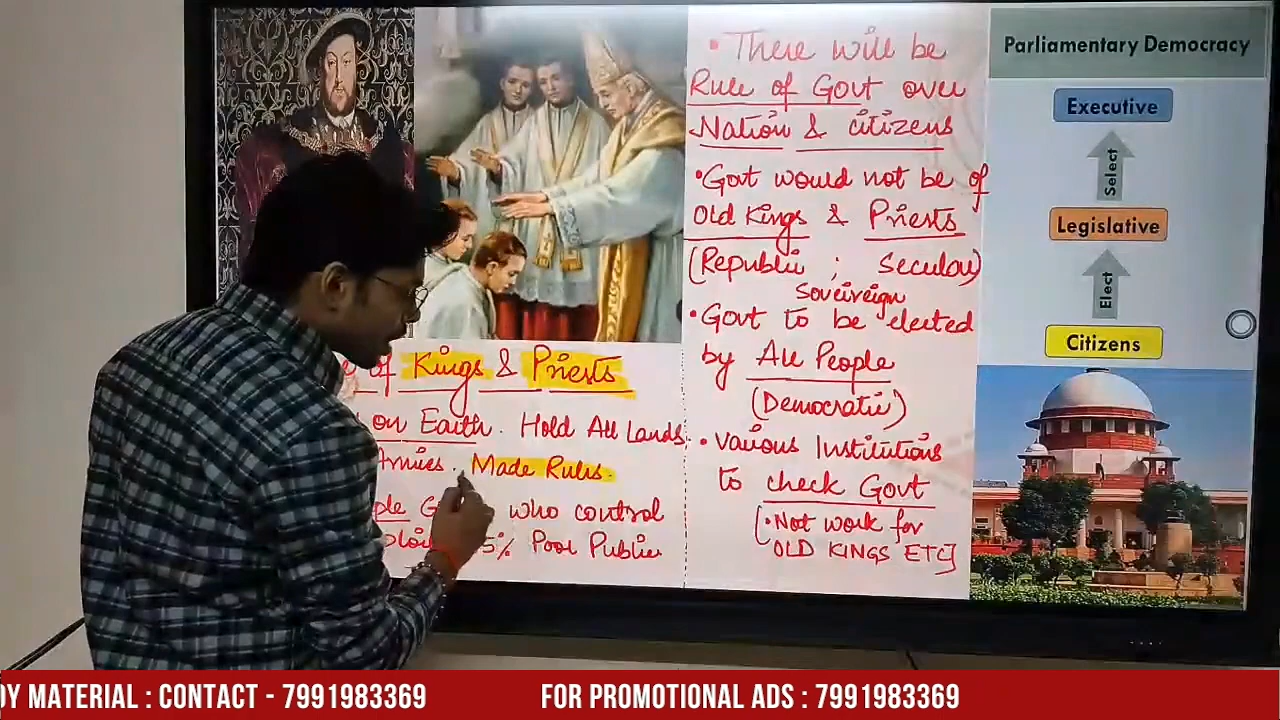 of Kings & Priests
on Earth. Hold All Lands.
Armies. Made Rules.
who control
5% Poor Public
• There will be
Rule of Govt over
Nation & citizens
• Govt would not be of
Old Kings & Priests
(Republic ; Secular)
Sovereign
• Govt to be elected
by All People
(Democratic)
• Various Institutions
to check Govt
[• Not work for
OLD KINGS ETC]
Parliamentary Democracy
Executive
Select
Legislative
Elect
Citizens
MATERIAL : CONTACT - 7991983369
FOR PROMOTIONAL ADS : 7991983369